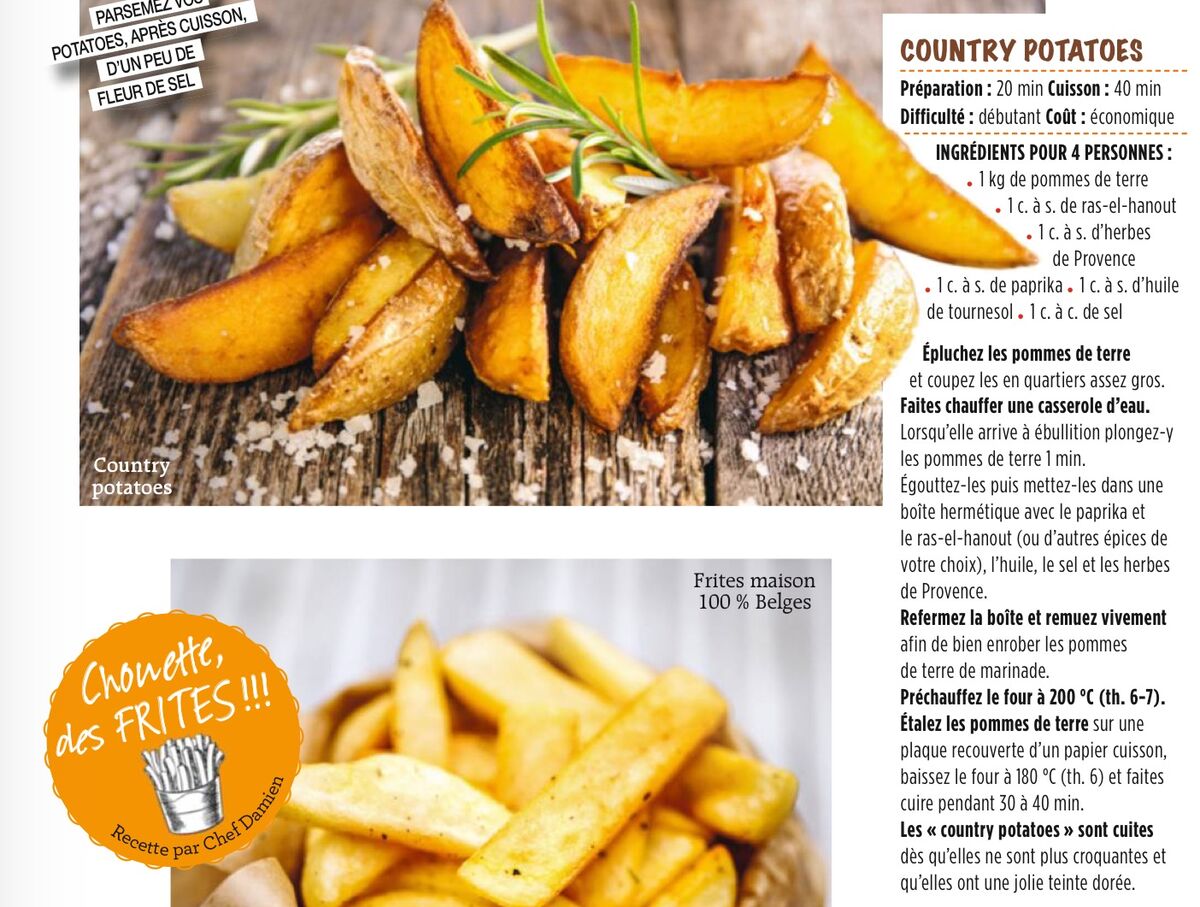 PARSEMEZ VOS
POTATOES, APRÈS CUISSON,
D'UN PEU DE
FLEUR DE SEL
Country
potatoes
COUNTRY POTATOES
Préparation : 20 min Cuisson : 40 min
Difficulté : débutant Coût : économique
INGRÉDIENTS POUR 4 PERSONNES :
• 1 kg de pommes de terre
• 1 c. à s. de ras-el-hanout
• 1 c. à s. d'herbes
de Provence
• 1 c. à s. de paprika • 1 c. à s. d'huile
de tournesol • 1 c. à c. de sel
Épluchez les pommes de terre
et coupez les en quartiers assez gros.
Faites chauffer une casserole d'eau.
Lorsqu'elle arrive à ébullition plongez-y
les pommes de terre 1 min.
Égouttez-les puis mettez-les dans une
boîte hermétique avec le paprika et
le ras-el-hanout (ou d'autres épices de
votre choix), l'huile, le sel et les herbes
de Provence.
Refermez la boîte et remuez vivement
afin de bien enrober les pommes
de terre de marinade.
Préchauffez le four à 200 °C (th. 6-7).
Étalez les pommes de terre sur une
plaque recouverte d'un papier cuisson,
baissez le four à 180 °C (th. 6) et faites
cuire pendant 30 à 40 min.
Les « country potatoes » sont cuites
dès qu'elles ne sont plus croquantes et
qu'elles ont une jolie teinte dorée.
Frites maison
100 % Belges
Chouette,
des FRITES !!!
Recette par Chef Damien